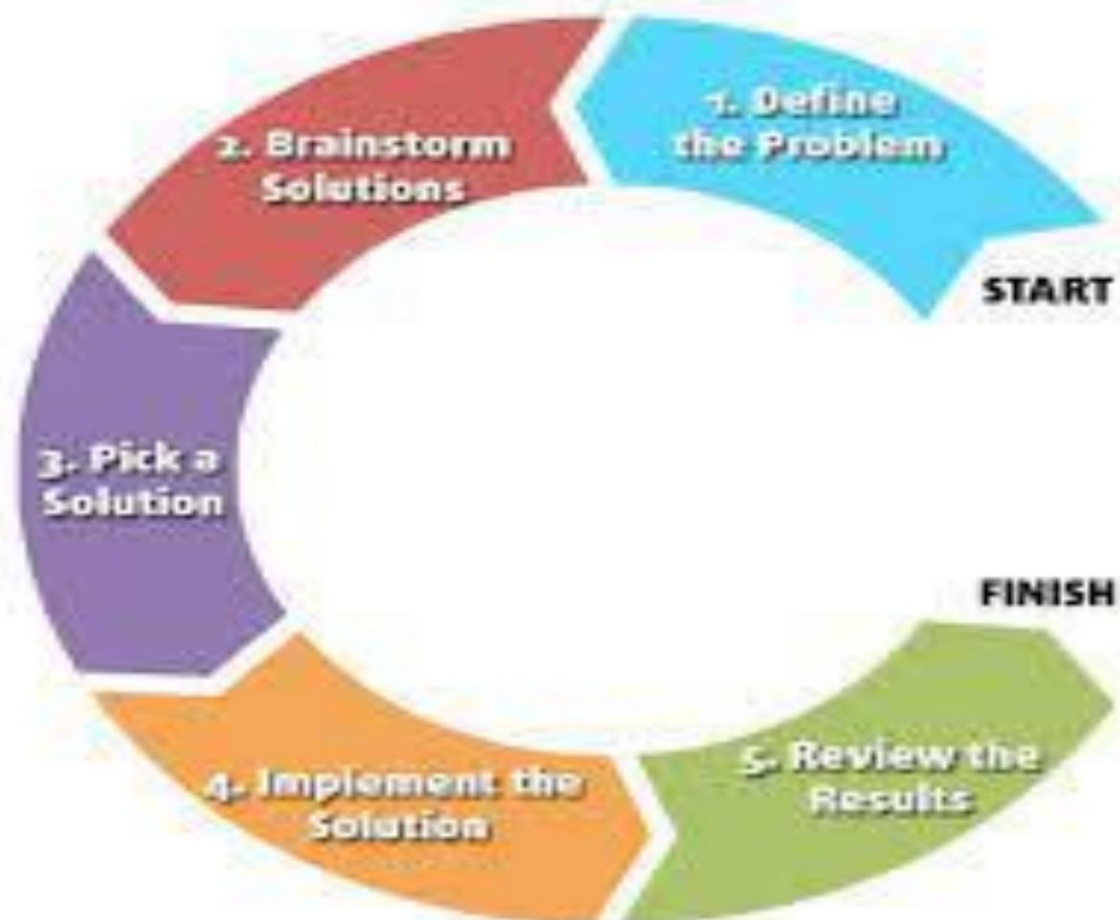 1. Define
the Problem
START
2. Brainstorm
Solutions
3. Pick a
Solution
4. Implement the
Solution
5. Review the
Results
FINISH